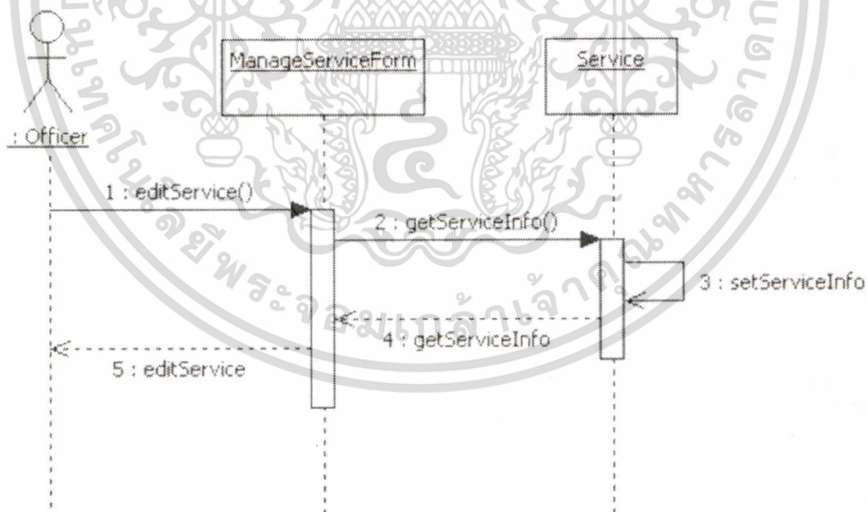 ManageServiceForm
Service
: Officer
1 : editService()
2 : getServiceInfo()
3 : setServiceInfo
4 : getServiceInfo
5 : editService